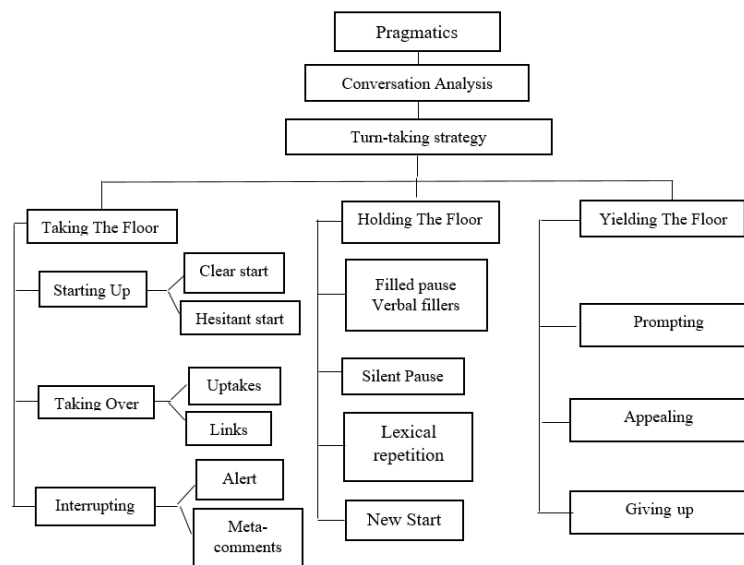 Pragmatics
Conversation Analysis
Turn-taking strategy
Taking The Floor
Holding The Floor
Yielding The Floor
Starting Up
Clear start
Hesitant start
Taking Over
Uptakes
Links
Interrupting
Alert
Meta-
comments
Filled pause
Verbal fillers
Silent Pause
Lexical
repetition
New Start
Prompting
Appealing
Giving up